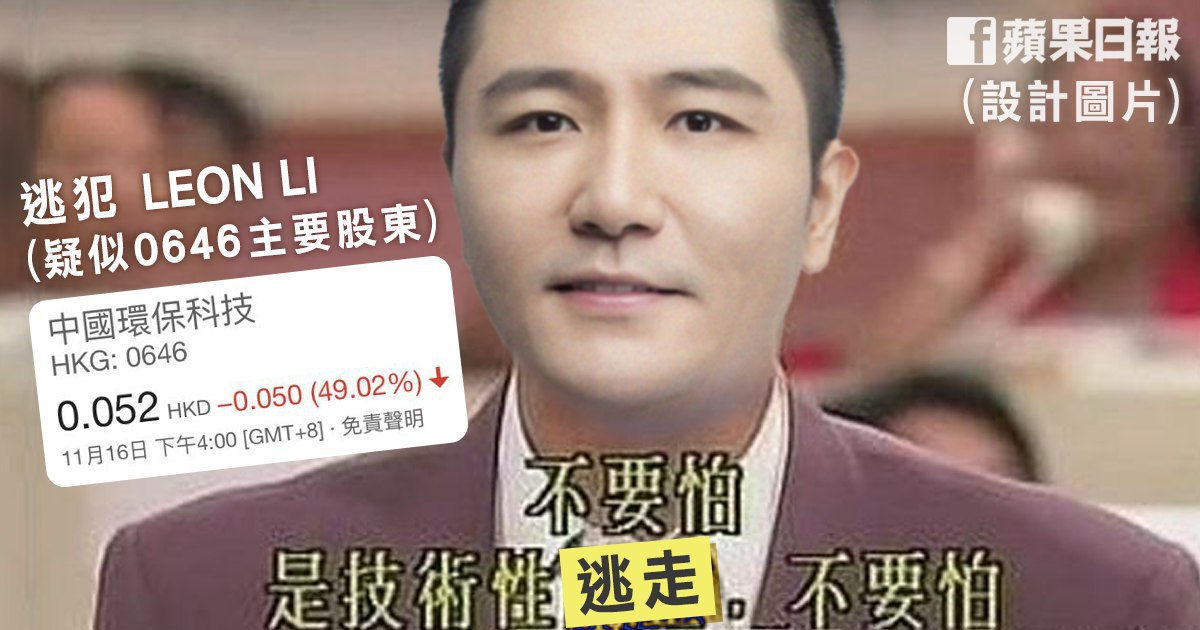 f 蘋果日報
(設計圖片)
逃犯 LEON LI
(疑似0646主要股東)
中國環保科技
HKG: 0646
0.052 HKD −0.050 (49.02%) ↓
11月16日 下午4:00 [GMT+8] · 免責聲明
不要怕
是技術性逃走．不要怕